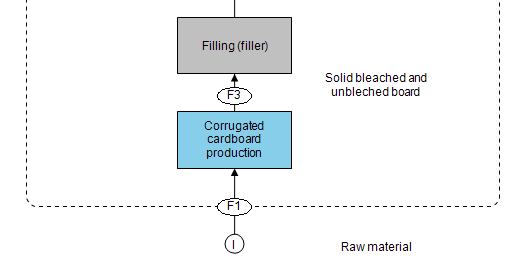 Filling (filler)
Solid bleached and
unbleched board
F3
Corrugated
cardboard
production
F1
I
Raw material